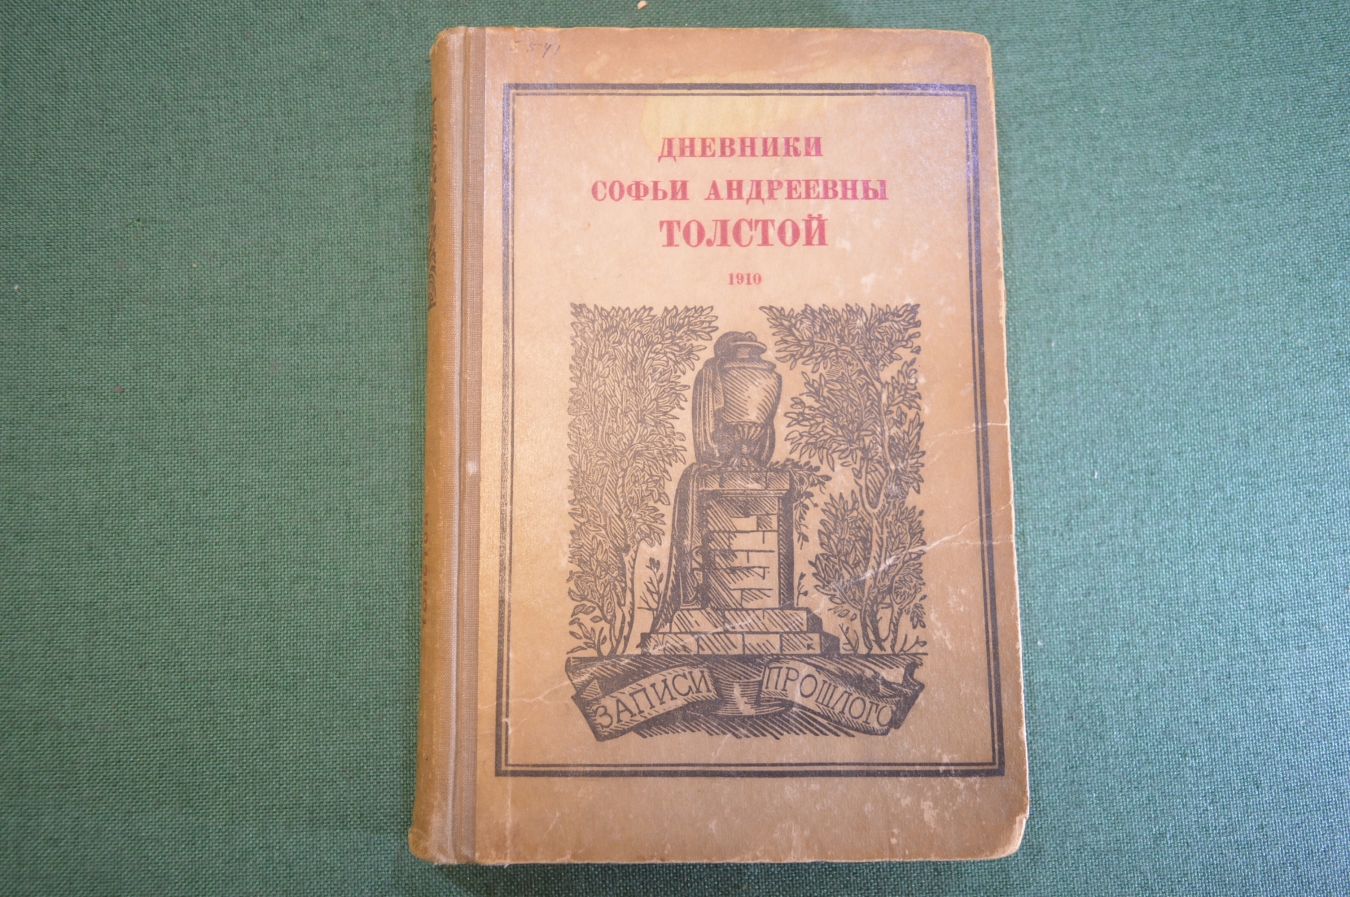 ДНЕВНИКИ
СОФЬИ АНДРЕЕВНЫ
ТОЛСТОЙ
1910
ЗАПИСИ ПРОШЛОГО